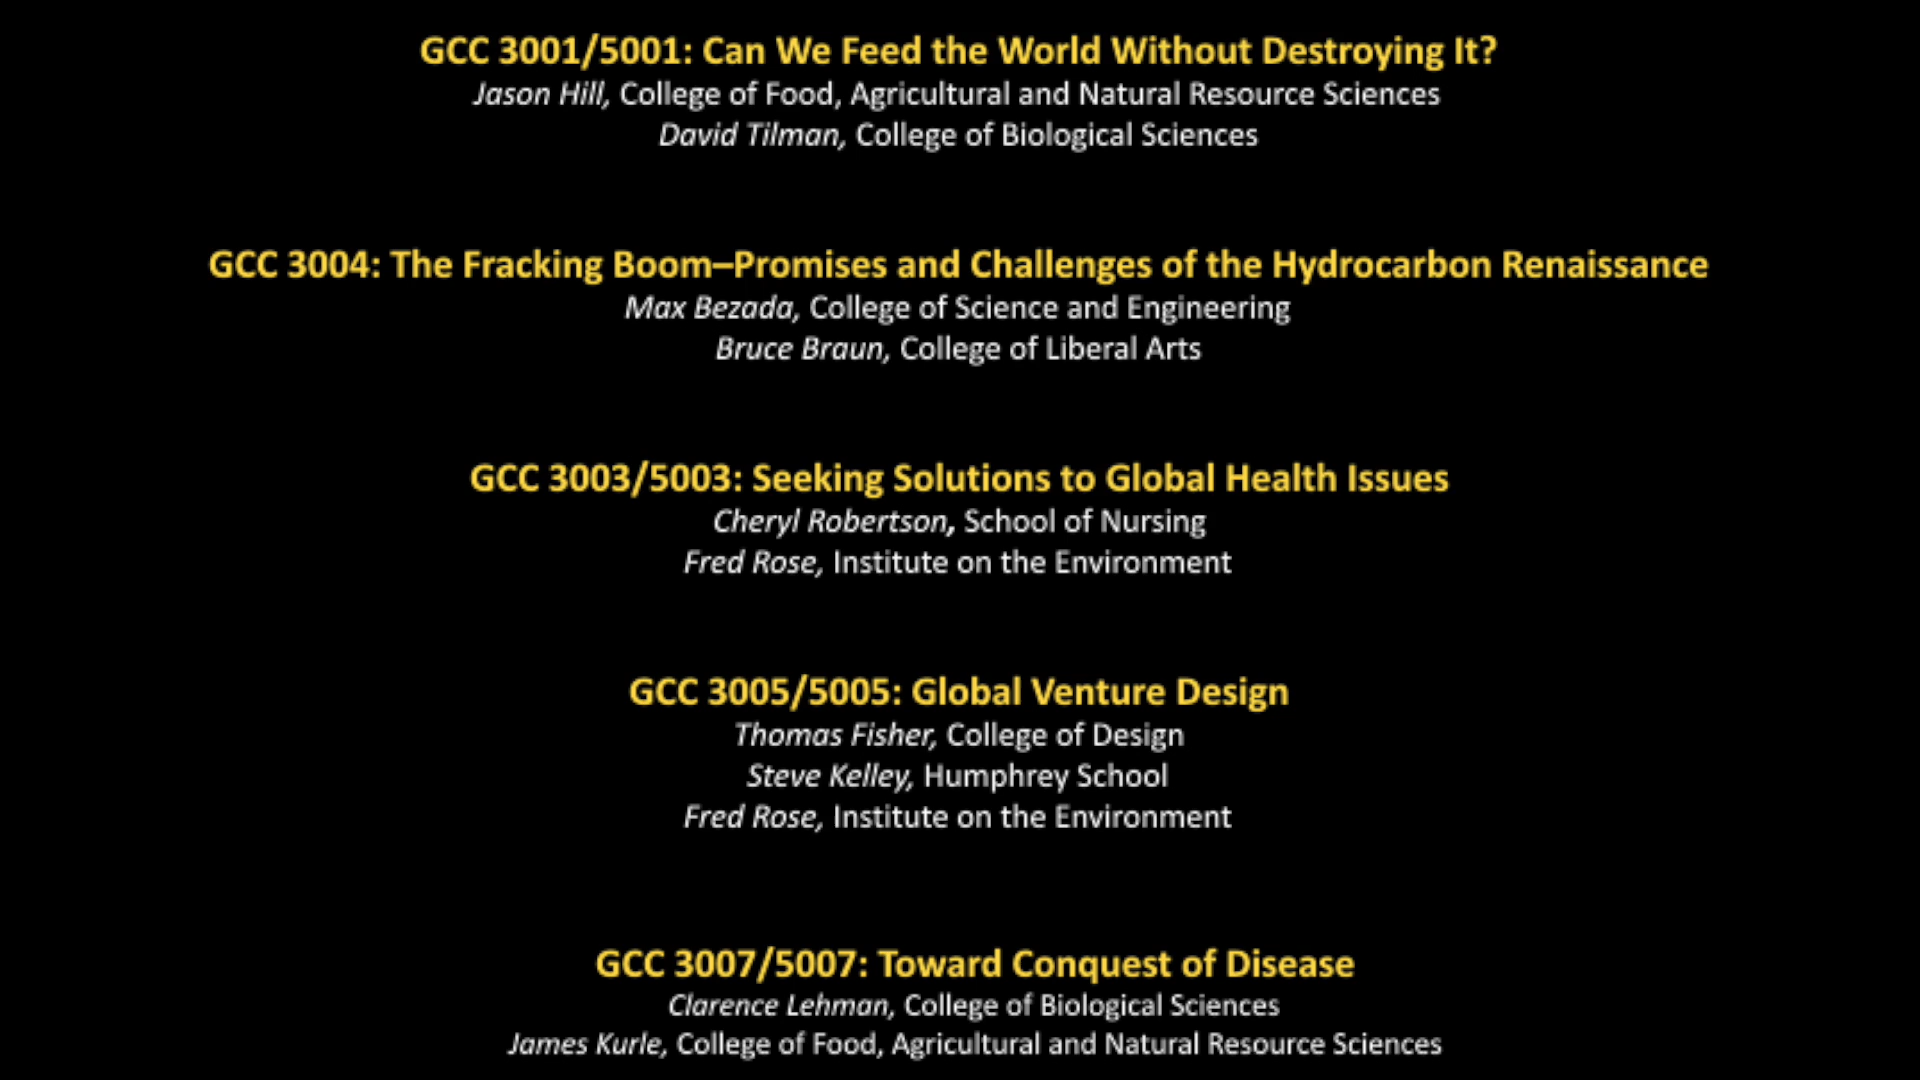 GCC 3001/5001: Can We Feed the World Without Destroying It?
Jason Hill, College of Food, Agricultural and Natural Resource Sciences
David Tilman, College of Biological Sciences
GCC 3004: The Fracking Boom–Promises and Challenges of the Hydrocarbon Renaissance
Max Bezada, College of Science and Engineering
Bruce Braun, College of Liberal Arts
GCC 3003/5003: Seeking Solutions to Global Health Issues
Cheryl Robertson, School of Nursing
Fred Rose, Institute on the Environment
GCC 3005/5005: Global Venture Design
Thomas Fisher, College of Design
Steve Kelley, Humphrey School
Fred Rose, Institute on the Environment
GCC 3007/5007: Toward Conquest of Disease
Clarence Lehman, College of Biological Sciences
James Kurle, College of Food, Agricultural and Natural Resource Sciences